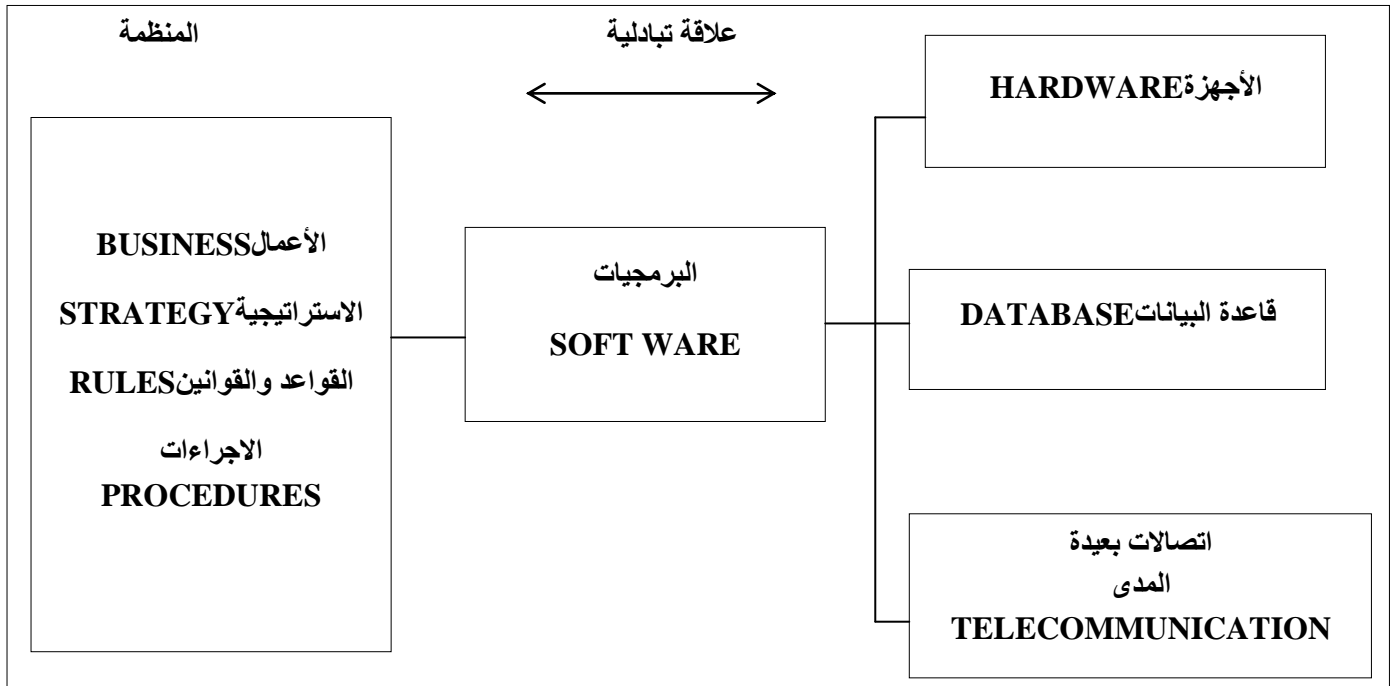 المنظمة
علاقة تبادلية
الأجهزةHARDWARE
الأعمالBUSINESS
الاستراتيجيةSTRATEGY
القواعد والقوانينRULES
الاجراءات
PROCEDURES
البرمجيات
SOFT WARE
قاعدة البياناتDATABASE
اتصالات بعيدة
المدى
TELECOMMUNICATION